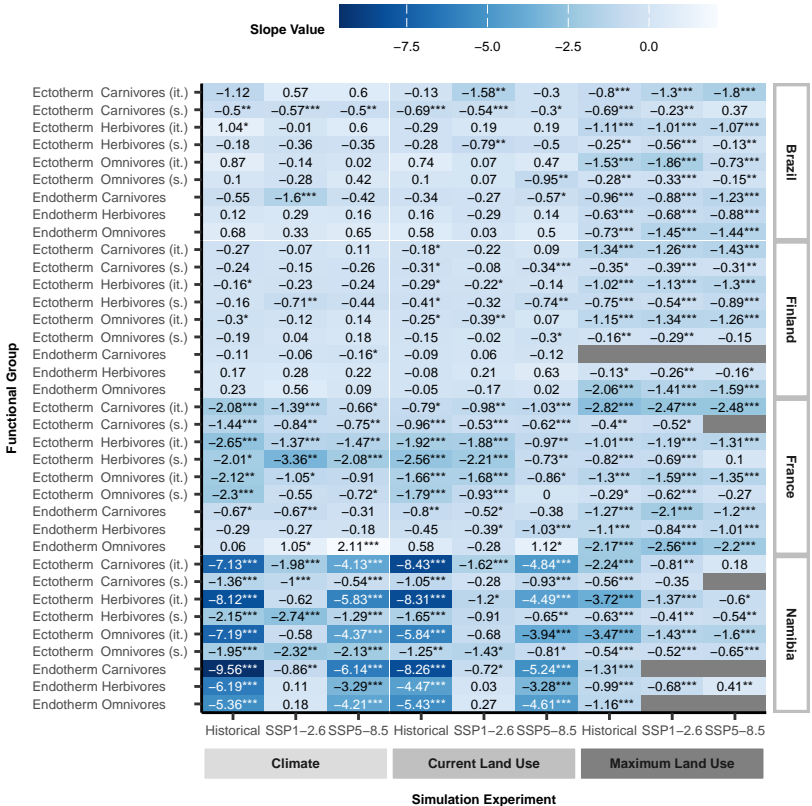 Slope Value
−7.5 −5.0 −2.5 0.0
Ectotherm Carnivores (it.) −1.12 0.57 0.6 −0.13 −1.58** −0.3 −0.8*** −1.3*** −1.8***
Ectotherm Carnivores (s.) −0.5** −0.57*** −0.5** −0.69*** −0.54*** −0.3* −0.69*** −0.23** 0.37
Ectotherm Herbivores (it.) 1.04* −0.01 0.6 −0.29 0.19 0.19 −1.11*** −1.01*** −1.07***
Ectotherm Herbivores (s.) −0.18 −0.36 −0.35 −0.28 −0.79** −0.5 −0.25** −0.56*** −0.13**
Ectotherm Omnivores (it.) 0.87 −0.14 0.02 0.74 0.07 0.47 −1.53*** −1.86*** −0.73***
Ectotherm Omnivores (s.) 0.1 −0.28 0.42 0.1 0.07 −0.95** −0.28** −0.33*** −0.15**
Endotherm Carnivores −0.55 −1.6*** −0.42 −0.34 −0.27 −0.57* −0.96*** −0.88*** −1.23***
Endotherm Herbivores 0.12 0.29 0.16 0.16 −0.29 0.14 −0.63*** −0.68*** −0.88***
Endotherm Omnivores 0.68 0.33 0.65 0.58 0.03 0.5 −0.73*** −1.45*** −1.44***
Brazil
Ectotherm Carnivores (it.) −0.27 −0.07 0.11 −0.18* −0.22 0.09 −1.34*** −1.26*** −1.43***
Ectotherm Carnivores (s.) −0.24 −0.15 −0.26 −0.31* −0.08 −0.34*** −0.35* −0.39*** −0.31**
Ectotherm Herbivores (it.) −0.16* −0.23 −0.24 −0.29* −0.22* −0.14 −1.02*** −1.13*** −1.3***
Ectotherm Herbivores (s.) −0.16 −0.71** −0.44 −0.41* −0.32 −0.74** −0.75*** −0.54*** −0.89***
Ectotherm Omnivores (it.) −0.3* −0.12 0.14 −0.25* −0.39** 0.07 −1.15*** −1.34*** −1.26***
Ectotherm Omnivores (s.) −0.19 0.04 0.18 −0.15 −0.02 −0.3* −0.16** −0.29** −0.15
Endotherm Carnivores −0.11 −0.06 −0.16* −0.09 0.06 −0.12
Endotherm Herbivores 0.17 0.28 0.22 −0.08 0.21 0.63 −0.13* −0.26** −0.16*
Endotherm Omnivores 0.23 0.56 0.09 −0.05 −0.17 0.02 −2.06*** −1.41*** −1.59***
Finland
Ectotherm Carnivores (it.) −2.08*** −1.39*** −0.66* −0.79* −0.98** −1.03*** −2.82*** −2.47*** −2.48***
Ectotherm Carnivores (s.) −1.44*** −0.84** −0.75** −0.96*** −0.53*** −0.62*** −0.4** −0.52*
Ectotherm Herbivores (it.) −2.65*** −1.37*** −1.47** −1.92*** −1.88*** −0.97** −1.01*** −1.19*** −1.31***
Ectotherm Herbivores (s.) −2.01* −3.36** −2.08*** −2.56*** −2.21*** −0.73** −0.82*** −0.69*** 0.1
Ectotherm Omnivores (it.) −2.12** −1.05* −0.91 −1.66*** −1.68*** −0.86* −1.3*** −1.59*** −1.35***
Ectotherm Omnivores (s.) −2.3*** −0.55 −0.72* −1.79*** −0.93*** 0 −0.29* −0.62*** −0.27
Endotherm Carnivores −0.67* −0.67** −0.31 −0.8** −0.52* −0.38 −1.27*** −2.1*** −1.2***
Endotherm Herbivores −0.29 −0.27 −0.18 −0.45 −0.39* −1.03*** −1.1*** −0.84*** −1.01***
Endotherm Omnivores 0.06 1.05* 2.11*** 0.58 −0.28 1.12* −2.17*** −2.56*** −2.2***
France
Ectotherm Carnivores (it.) −7.13*** −1.98*** −4.13*** −8.43*** −1.62*** −4.84*** −2.24*** −0.81** 0.18
Ectotherm Carnivores (s.) −1.36*** −1*** −0.54*** −1.05*** −0.28 −0.93*** −0.56*** −0.35
Ectotherm Herbivores (it.) −8.12*** −0.62 −5.83*** −8.31*** −1.2* −4.49*** −3.72*** −1.37*** −0.6*
Ectotherm Herbivores (s.) −2.15*** −2.74*** −1.29*** −1.65*** −0.91 −0.65** −0.63*** −0.41** −0.54**
Ectotherm Omnivores (it.) −7.19*** −0.58 −4.37*** −5.84*** −0.68 −3.94*** −3.47*** −1.43*** −1.6***
Ectotherm Omnivores (s.) −1.95*** −2.32** −2.13*** −1.25** −1.43* −0.81* −0.54*** −0.52*** −0.65***
Endotherm Carnivores −9.56*** −0.86** −6.14*** −8.26*** −0.72* −5.24*** −1.31***
Endotherm Herbivores −6.19*** 0.11 −3.29*** −4.47*** 0.03 −3.28*** −0.99*** −0.68*** 0.41**
Endotherm Omnivores −5.36*** 0.18 −4.21*** −5.43*** 0.27 −4.61*** −1.16***
Namibia
Functional Group
Historical SSP1−2.6 SSP5−8.5 Historical SSP1−2.6 SSP5−8.5 Historical SSP1−2.6 SSP5−8.5
Climate Current Land Use Maximum Land Use
Simulation Experiment